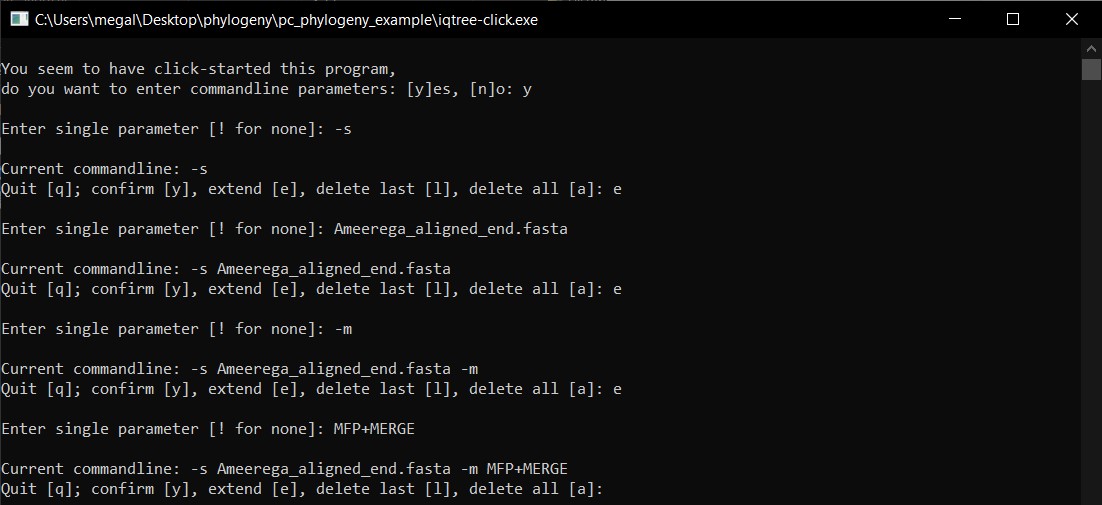 C:\Users\megal\Desktop\phylogeny\pc_phylogeny_example\iqtree-click.exe
You seem to have click-started this program,
do you want to enter commandline parameters: [y]es, [n]o: y
Enter single parameter [! for none]: -s
Current commandline: -s
Quit [q]; confirm [y], extend [e], delete last [l], delete all [a]: e
Enter single parameter [! for none]: Ameerega_aligned_end.fasta
Current commandline: -s Ameerega_aligned_end.fasta
Quit [q]; confirm [y], extend [e], delete last [l], delete all [a]: e
Enter single parameter [! for none]: -m
Current commandline: -s Ameerega_aligned_end.fasta -m
Quit [q]; confirm [y], extend [e], delete last [l], delete all [a]: e
Enter single parameter [! for none]: MFP+MERGE
Current commandline: -s Ameerega_aligned_end.fasta -m MFP+MERGE
Quit [q]; confirm [y], extend [e], delete last [l], delete all [a]: